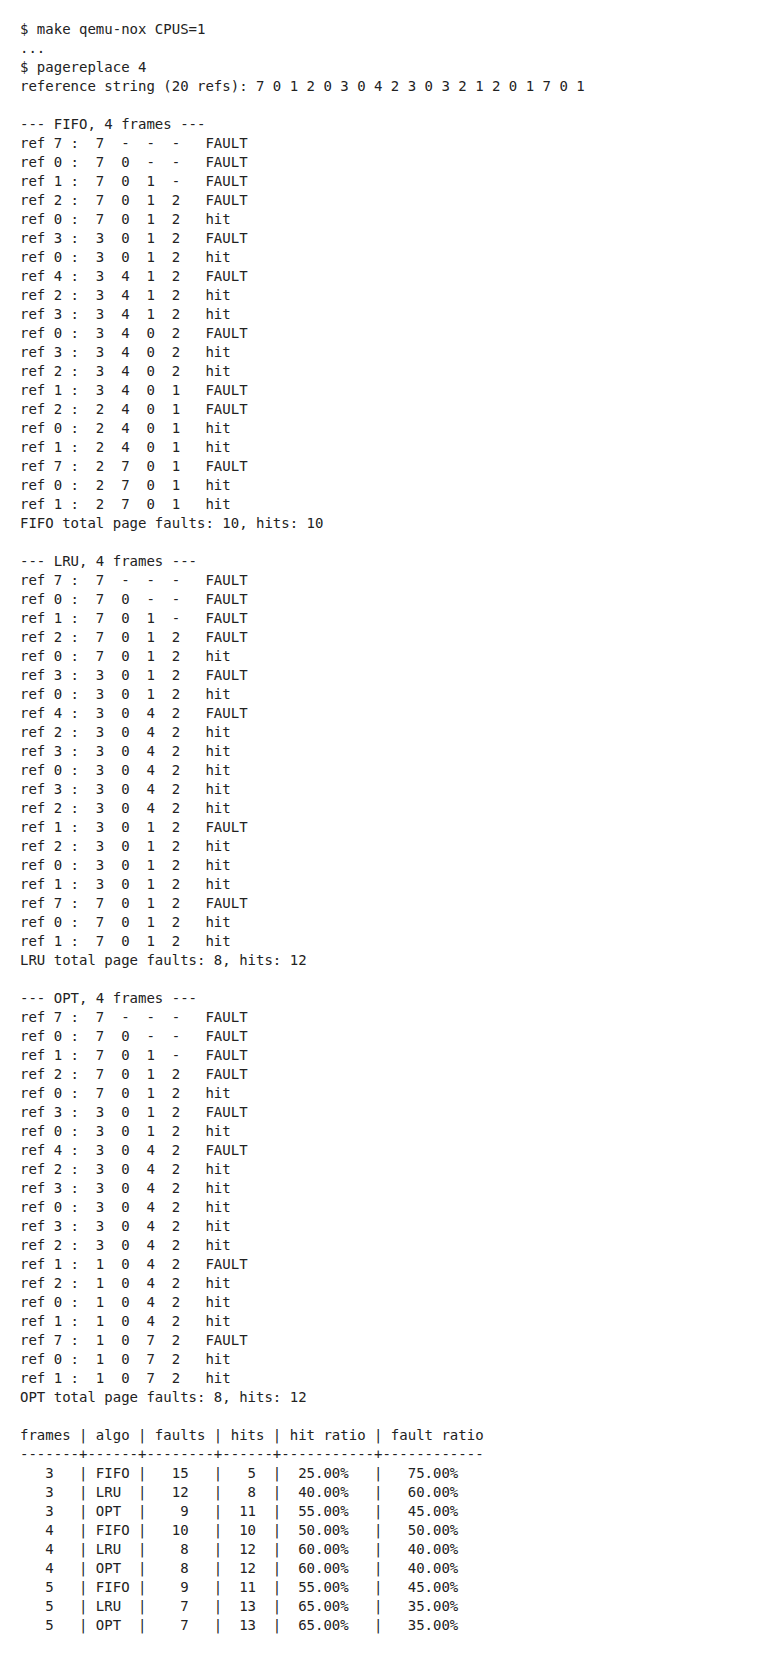 $ make qemu-nox CPUS=1
...
$ pagereplace 4
reference string (20 refs): 7 0 1 2 0 3 0 4 2 3 0 3 2 1 2 0 1 7 0 1

--- FIFO, 4 frames ---
ref 7 :  7  -  -  -   FAULT
ref 0 :  7  0  -  -   FAULT
ref 1 :  7  0  1  -   FAULT
ref 2 :  7  0  1  2   FAULT
ref 0 :  7  0  1  2   hit
ref 3 :  3  0  1  2   FAULT
ref 0 :  3  0  1  2   hit
ref 4 :  3  4  1  2   FAULT
ref 2 :  3  4  1  2   hit
ref 3 :  3  4  1  2   hit
ref 0 :  3  4  0  2   FAULT
ref 3 :  3  4  0  2   hit
ref 2 :  3  4  0  2   hit
ref 1 :  3  4  0  1   FAULT
ref 2 :  2  4  0  1   FAULT
ref 0 :  2  4  0  1   hit
ref 1 :  2  4  0  1   hit
ref 7 :  2  7  0  1   FAULT
ref 0 :  2  7  0  1   hit
ref 1 :  2  7  0  1   hit
FIFO total page faults: 10, hits: 10

--- LRU, 4 frames ---
ref 7 :  7  -  -  -   FAULT
ref 0 :  7  0  -  -   FAULT
ref 1 :  7  0  1  -   FAULT
ref 2 :  7  0  1  2   FAULT
ref 0 :  7  0  1  2   hit
ref 3 :  3  0  1  2   FAULT
ref 0 :  3  0  1  2   hit
ref 4 :  3  0  4  2   FAULT
ref 2 :  3  0  4  2   hit
ref 3 :  3  0  4  2   hit
ref 0 :  3  0  4  2   hit
ref 3 :  3  0  4  2   hit
ref 2 :  3  0  4  2   hit
ref 1 :  3  0  1  2   FAULT
ref 2 :  3  0  1  2   hit
ref 0 :  3  0  1  2   hit
ref 1 :  3  0  1  2   hit
ref 7 :  7  0  1  2   FAULT
ref 0 :  7  0  1  2   hit
ref 1 :  7  0  1  2   hit
LRU total page faults: 8, hits: 12

--- OPT, 4 frames ---
ref 7 :  7  -  -  -   FAULT
ref 0 :  7  0  -  -   FAULT
ref 1 :  7  0  1  -   FAULT
ref 2 :  7  0  1  2   FAULT
ref 0 :  7  0  1  2   hit
ref 3 :  3  0  1  2   FAULT
ref 0 :  3  0  1  2   hit
ref 4 :  3  0  4  2   FAULT
ref 2 :  3  0  4  2   hit
ref 3 :  3  0  4  2   hit
ref 0 :  3  0  4  2   hit
ref 3 :  3  0  4  2   hit
ref 2 :  3  0  4  2   hit
ref 1 :  1  0  4  2   FAULT
ref 2 :  1  0  4  2   hit
ref 0 :  1  0  4  2   hit
ref 1 :  1  0  4  2   hit
ref 7 :  1  0  7  2   FAULT
ref 0 :  1  0  7  2   hit
ref 1 :  1  0  7  2   hit
OPT total page faults: 8, hits: 12

frames | algo | faults | hits | hit ratio | fault ratio
-------+------+--------+------+-----------+------------
   3   | FIFO |   15   |   5  |  25.00%   |   75.00%
   3   | LRU  |   12   |   8  |  40.00%   |   60.00%
   3   | OPT  |    9   |  11  |  55.00%   |   45.00%
   4   | FIFO |   10   |  10  |  50.00%   |   50.00%
   4   | LRU  |    8   |  12  |  60.00%   |   40.00%
   4   | OPT  |    8   |  12  |  60.00%   |   40.00%
   5   | FIFO |    9   |  11  |  55.00%   |   45.00%
   5   | LRU  |    7   |  13  |  65.00%   |   35.00%
   5   | OPT  |    7   |  13  |  65.00%   |   35.00%